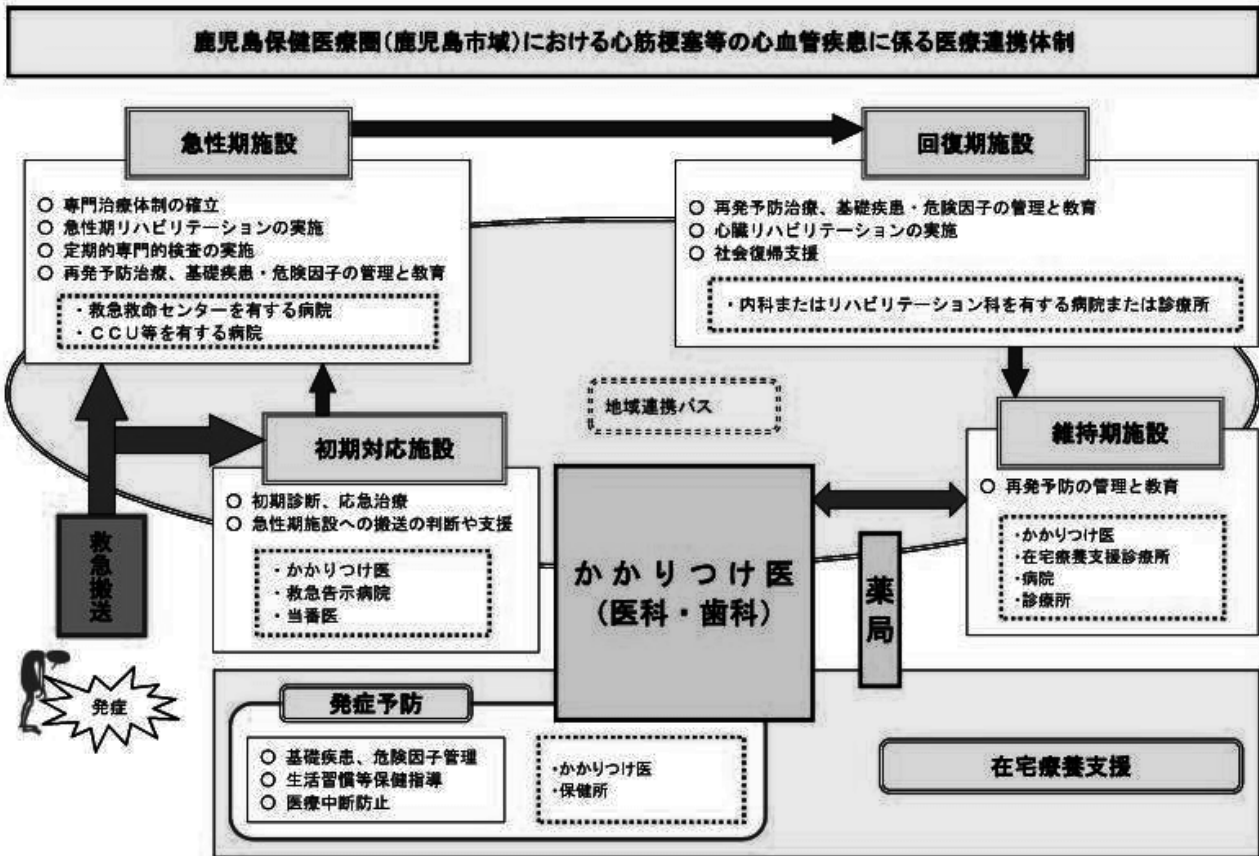 鹿児島保健医療圏(鹿児島市域)における心筋梗塞等の心血管疾患に係る医療連携体制
急性期施設
○ 専門治療体制の確立
○ 急性期リハビリテーションの実施
○ 定期的専門的検査の実施
○ 再発予防治療、基礎疾患・危険因子の管理と教育
・救急救命センターを有する病院
・ＣＣＵ等を有する病院
回復期施設
○ 再発予防治療、基礎疾患・危険因子の管理と教育
○ 心臓リハビリテーションの実施
○ 社会復帰支援
・内科またはリハビリテーション科を有する病院または診療所
地域連携パス
初期対応施設
○ 初期診断、応急治療
○ 急性期施設への搬送の判断や支援
・かかりつけ医
・救急告示病院
・当番医
維持期施設
○ 再発予防の管理と教育
・かかりつけ医
・在宅療養支援診療所
・病院
・診療所
救急搬送
発症
かかりつけ医
(医科・歯科)
薬局
発症予防
○ 基礎疾患、危険因子管理
○ 生活習慣等保健指導
○ 医療中断防止
・かかりつけ医
・保健所
在宅療養支援